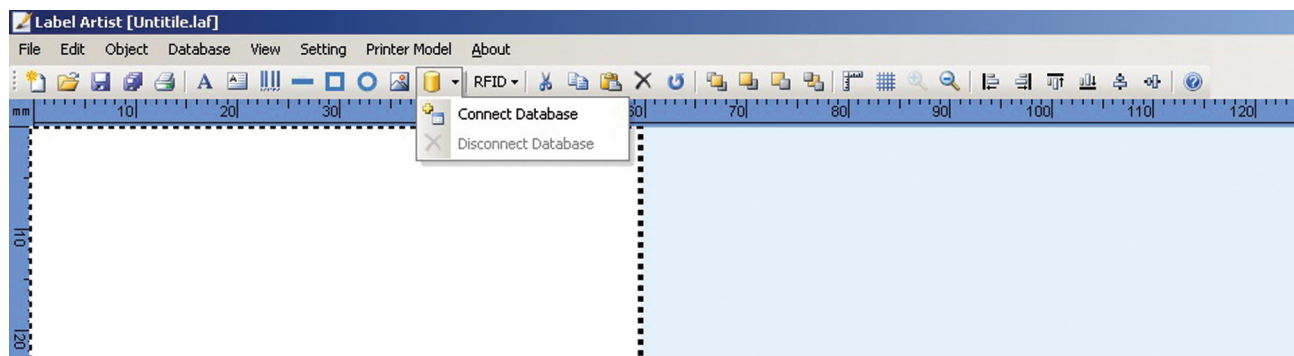 Label Artist [Untitile.laf]
File Edit Object Database View Setting Printer Model About
A A RFID
mm 10 20 30 60 70 80 90 100 110 120
Connect Database
Disconnect Database
10
20